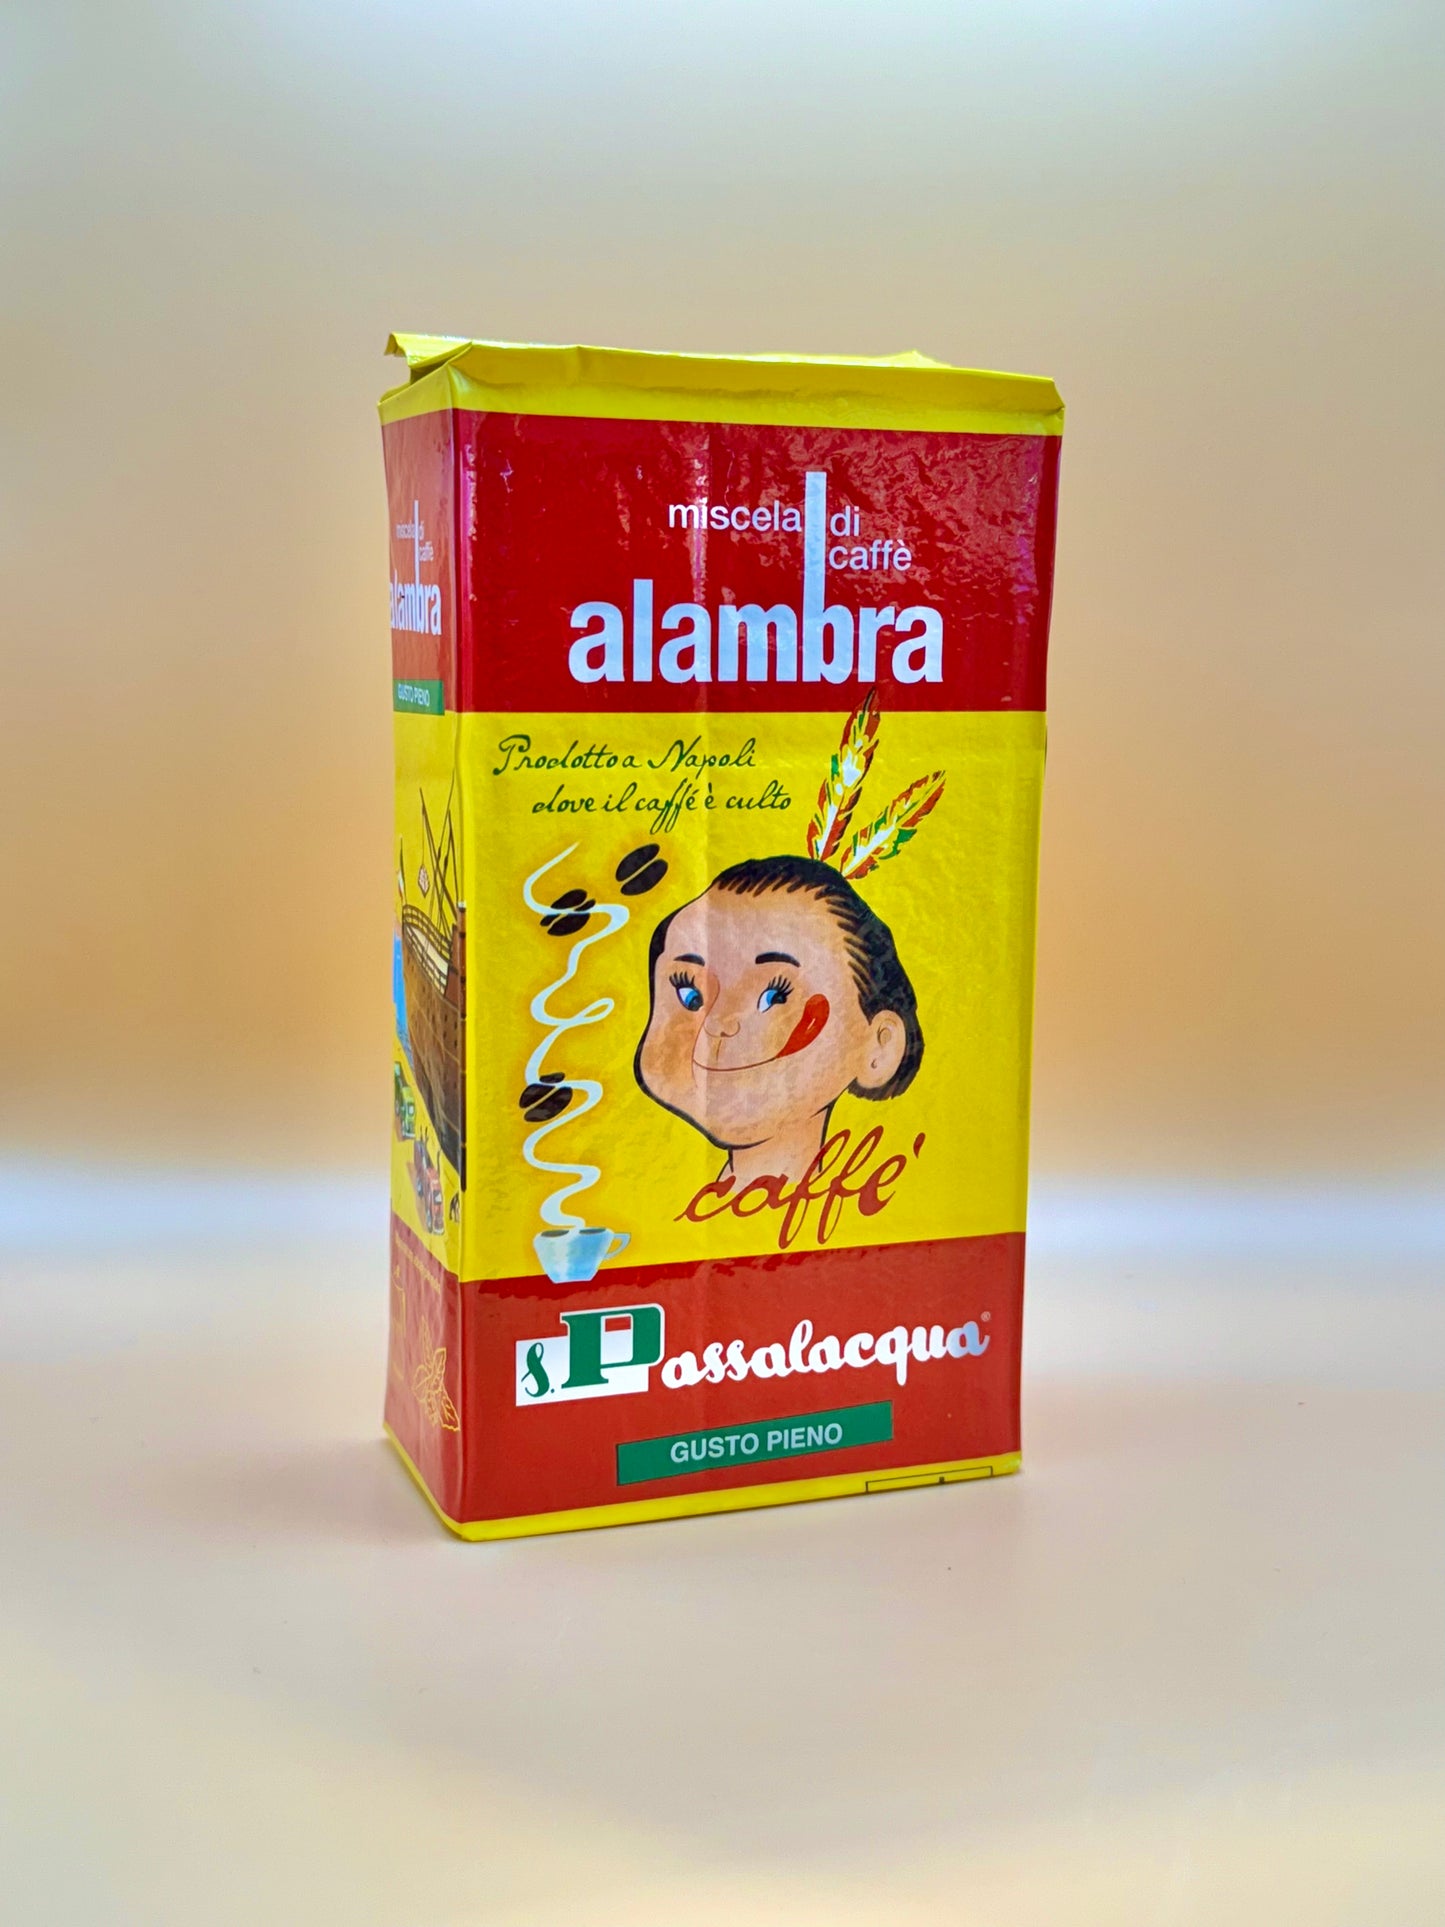 miscela di
caffè
alambra
Prodotto a Napoli
dove il caffé è culto
caffè
S. Passalacqua®
GUSTO PIENO
miscela di
caffè
alambra
GUSTO PIENO